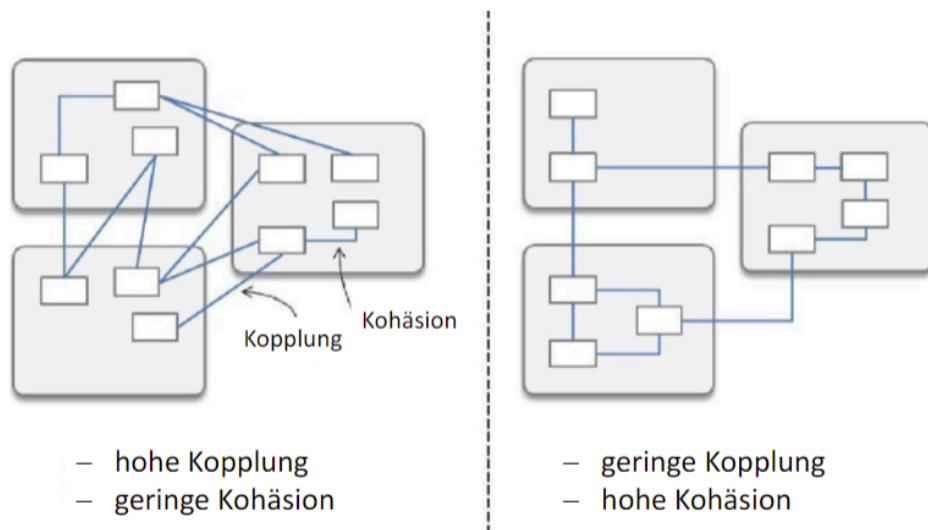 Kopplung
Kohäsion
– hohe Kopplung
– geringe Kohäsion
– geringe Kopplung
– hohe Kohäsion